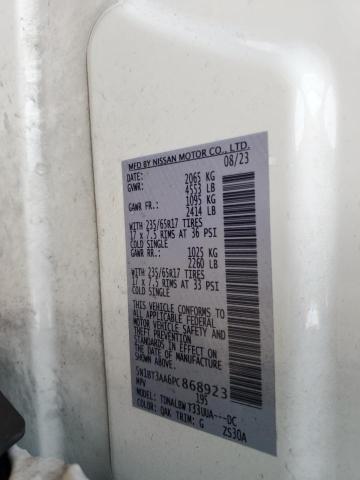 MFD BY NISSAN MOTOR CO., LTD.
DATE: 08/23
GVWR: 2065 KG
4553 LB
GAWR FR.: 1095 KG
2414 LB
WITH 235/65R17 TIRES
17 x 7.5 RIMS AT 36 PSI
COLD SINGLE
GAWR RR.: 1025 KG
2260 LB
WITH 235/65R17 TIRES
17 x 7.5 RIMS AT 33 PSI
COLD SINGLE
THIS VEHICLE CONFORMS TO
ALL APPLICABLE FEDERAL
MOTOR VEHICLE SAFETY
AND THEFT PREVENTION
STANDARDS IN EFFECT ON
THE DATE OF MANUFACTURE
SHOWN ABOVE.
5N1BT3AA6PC868923
MPV 195
MODEL: T33UUA---DC
COLOR: QAK TRIM: G ZS30A